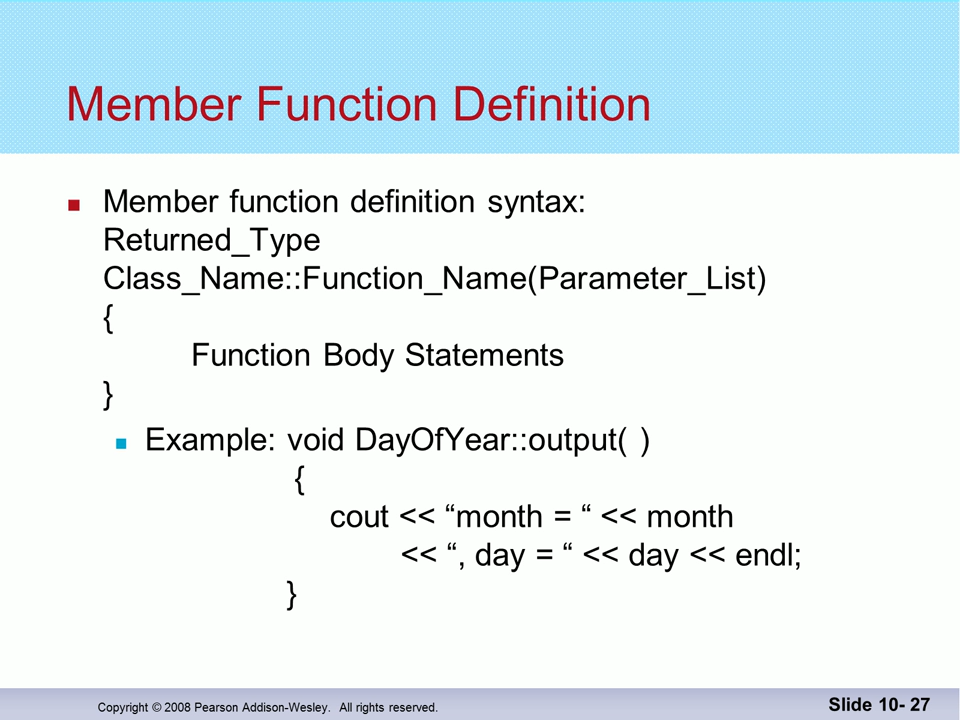 Member Function Definition
Member function definition syntax:
Returned_Type
Class_Name::Function_Name(Parameter_List)
{
Function Body Statements
}
Example: void DayOfYear::output( )
{
cout << “month = “ << month
<< “, day = “ << day << endl;
}
Copyright © 2008 Pearson Addison-Wesley. All rights reserved.
Slide 10- 27